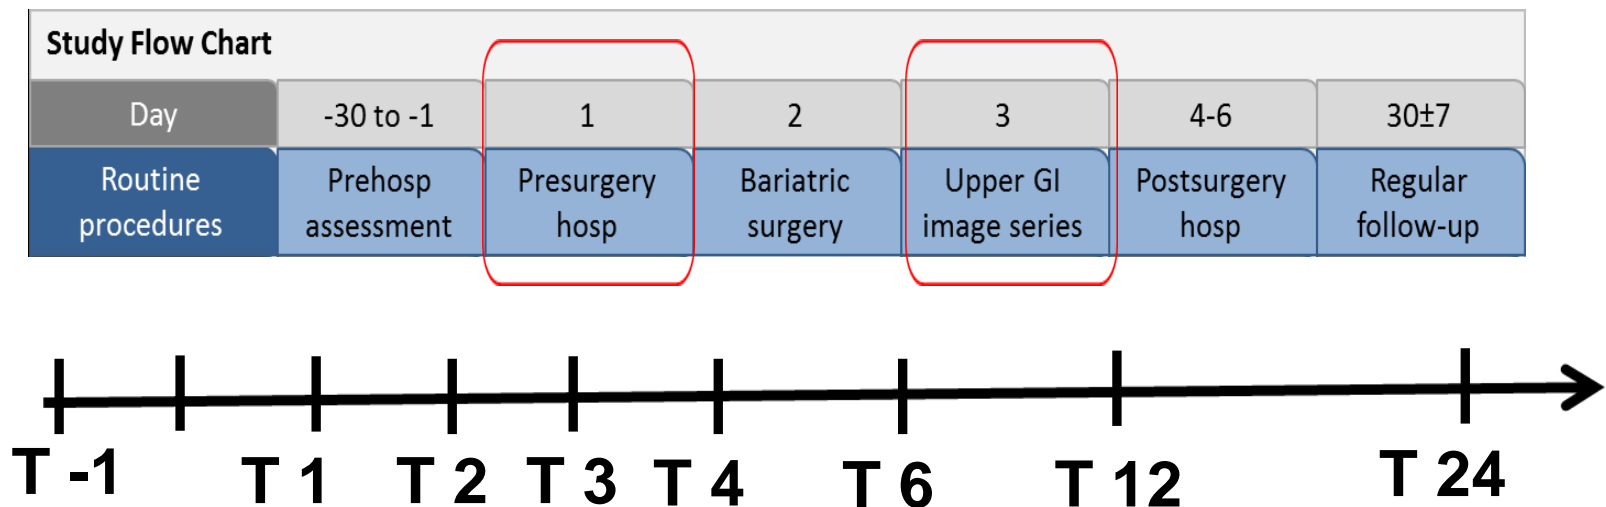 Study Flow Chart
Day -30 to -1 1 2 3 4-6 30±7
Routine Prehosp Presurgery Bariatric Upper GI Postsurgery Regular
procedures assessment hosp surgery image series hosp follow-up
T -1 T 1 T 2 T 3 T 4 T 6 T 12 T 24